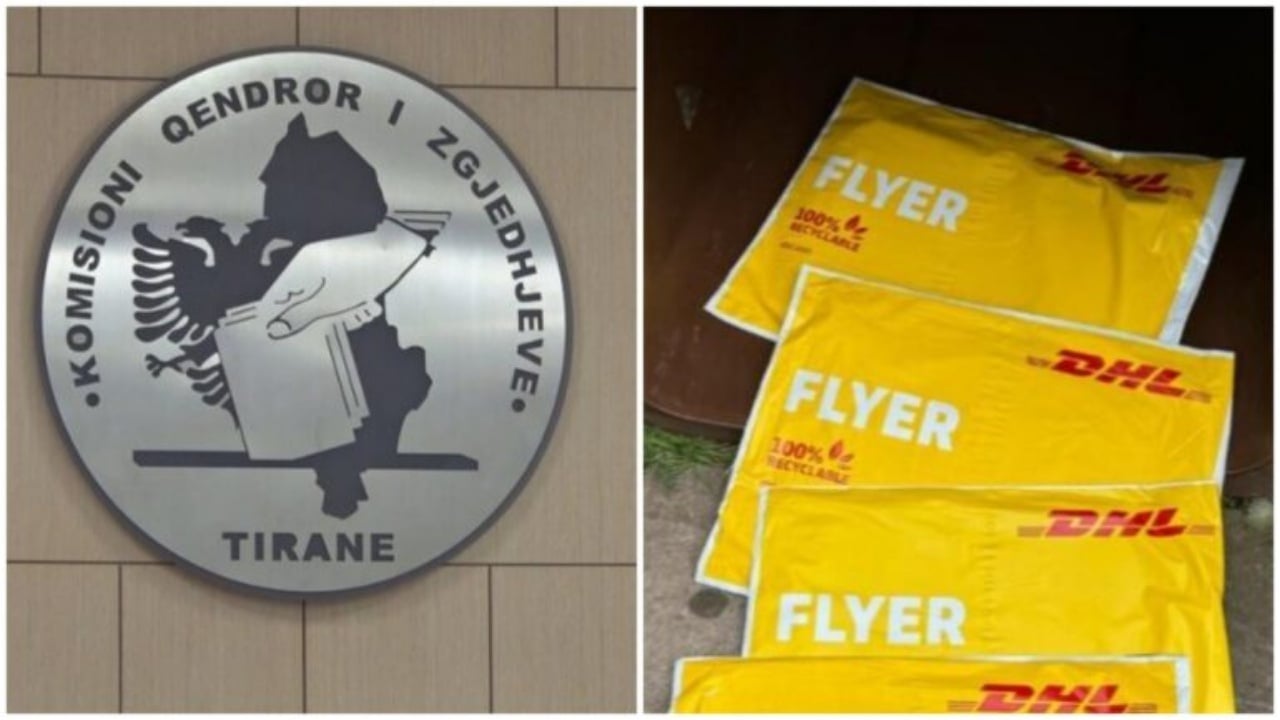 KOMISIONI QENDROR I ZGJEDHJEVE
TIRANE
DHL
FLYER
100%
RECYCLABLE
DHL
FLYER
100%
RECYCLABLE
DHL
FLYER
DHL